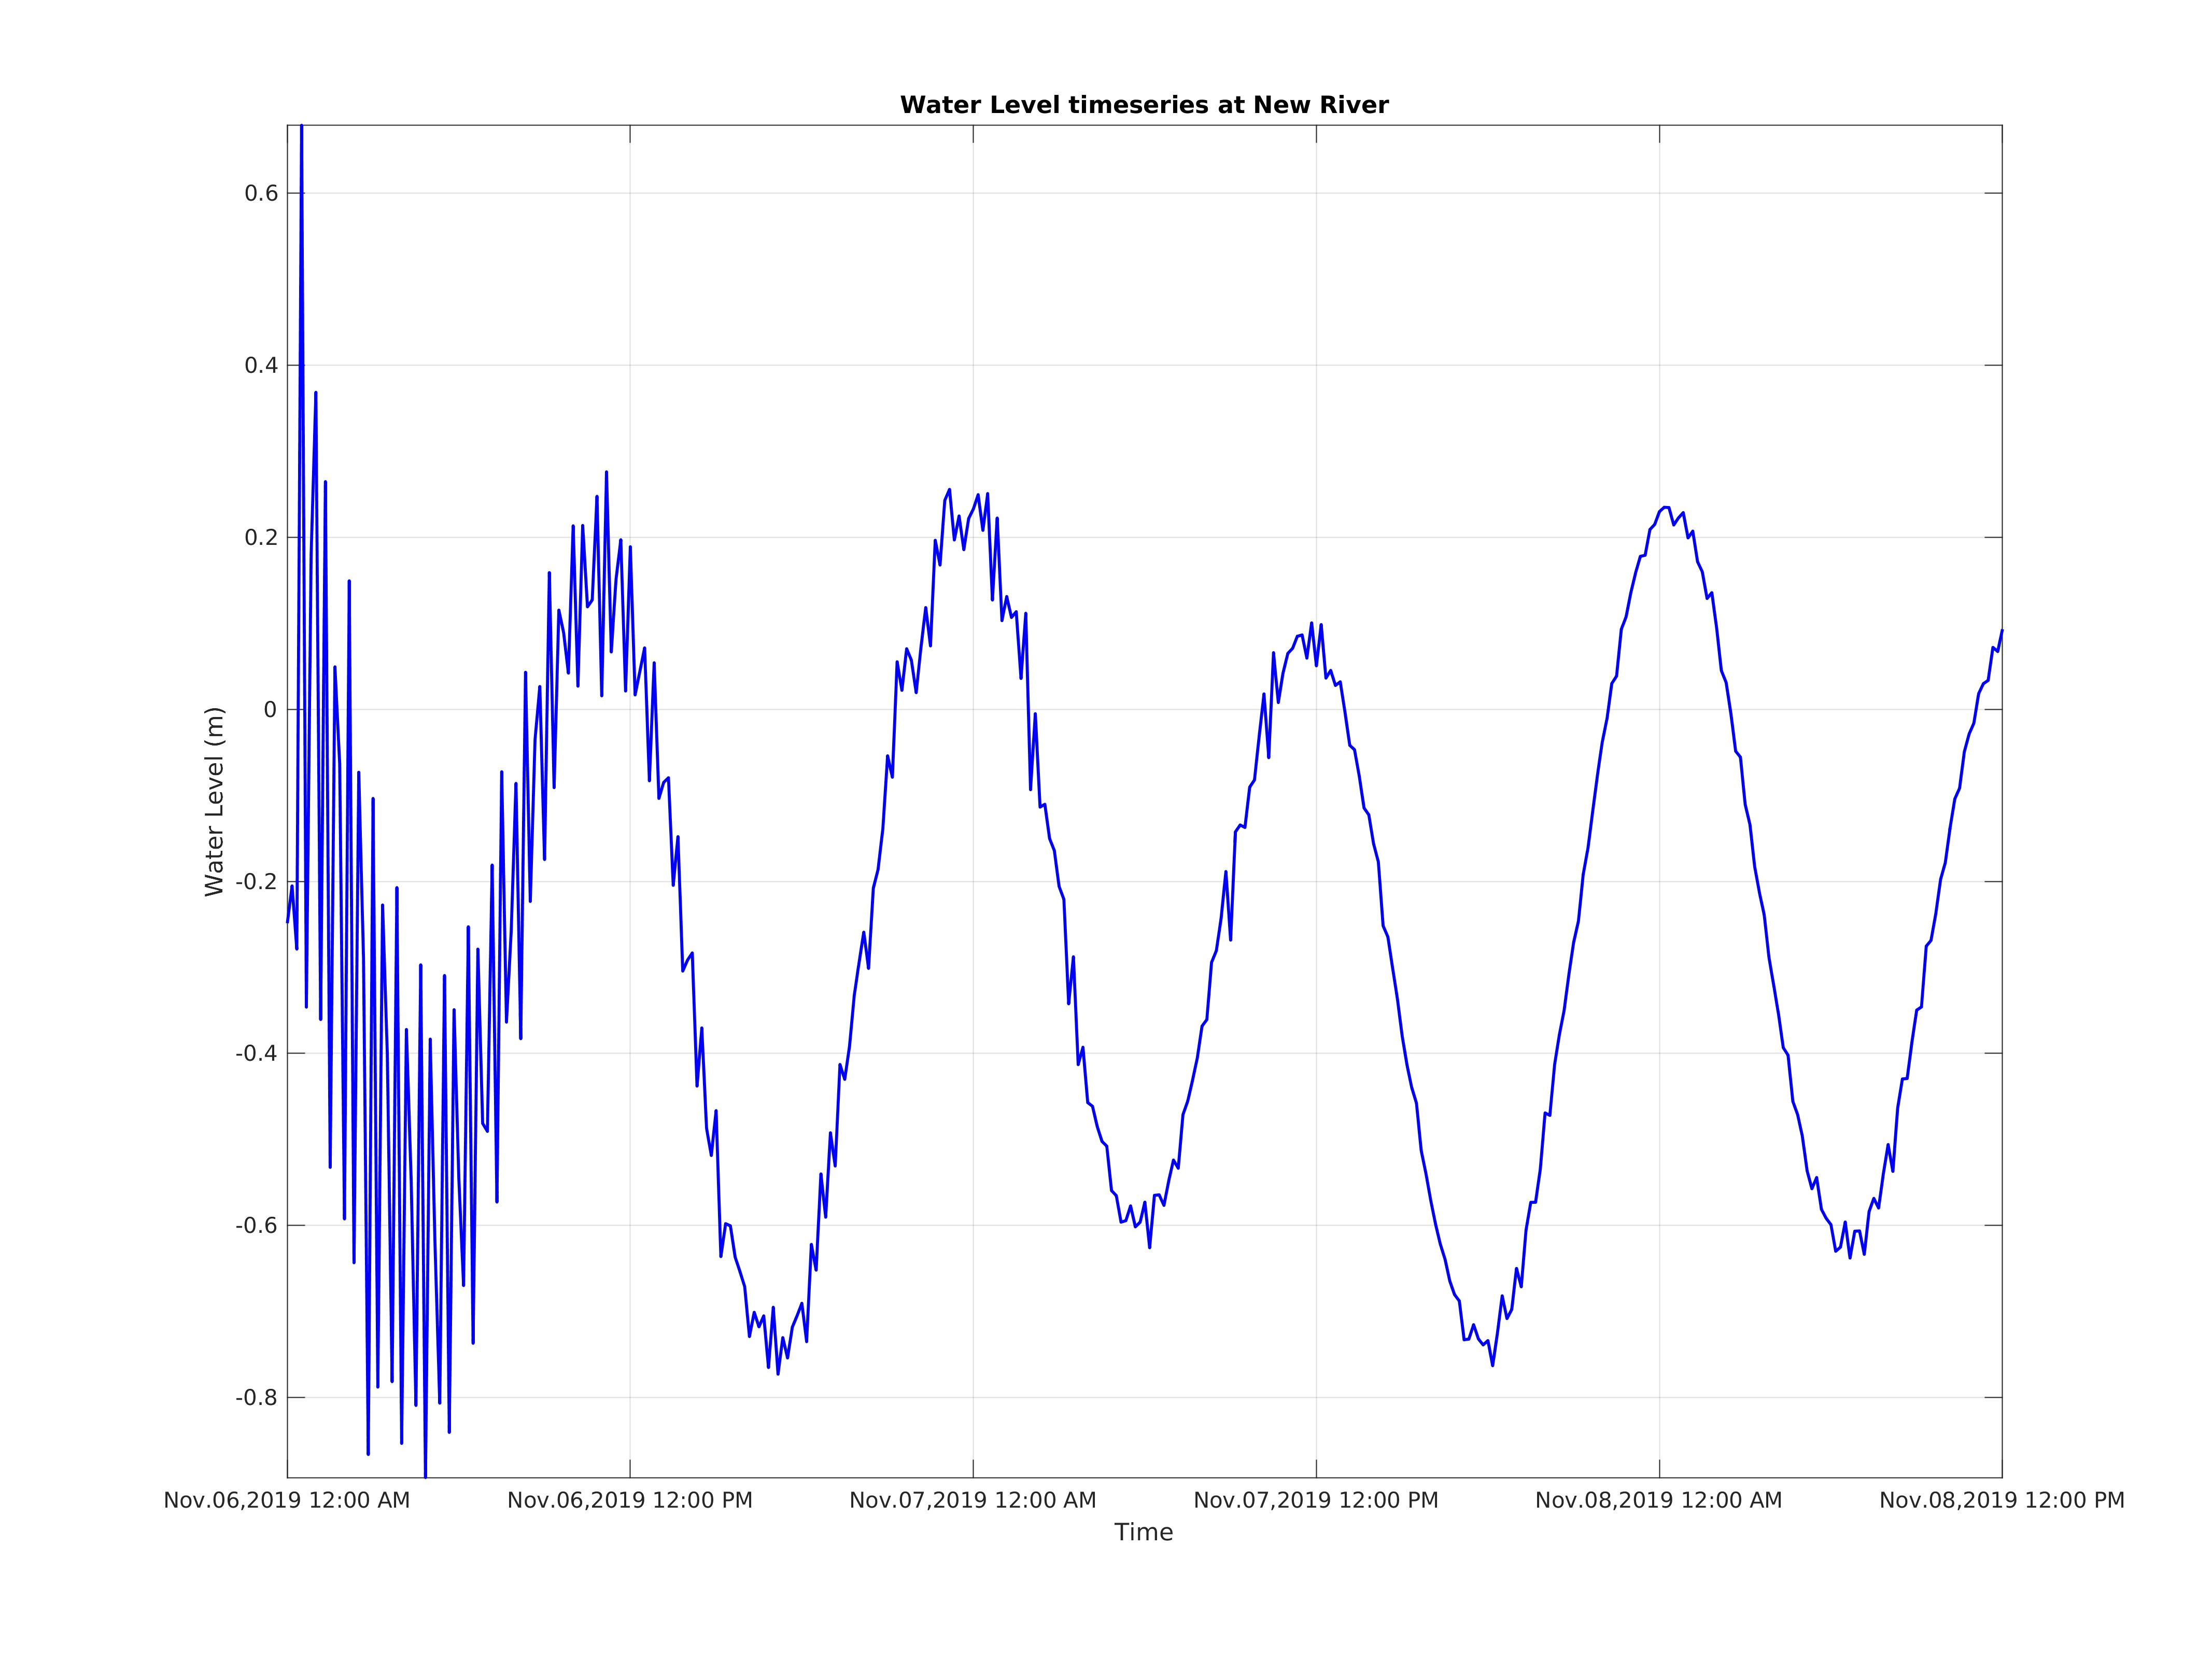 Water Level timeseries at New River
0.6
0.4
0.2
0
-0.2
-0.4
-0.6
-0.8
Water Level (m)
Nov.06,2019 12:00 AM
Nov.06,2019 12:00 PM
Nov.07,2019 12:00 AM
Nov.07,2019 12:00 PM
Nov.08,2019 12:00 AM
Nov.08,2019 12:00 PM
Time